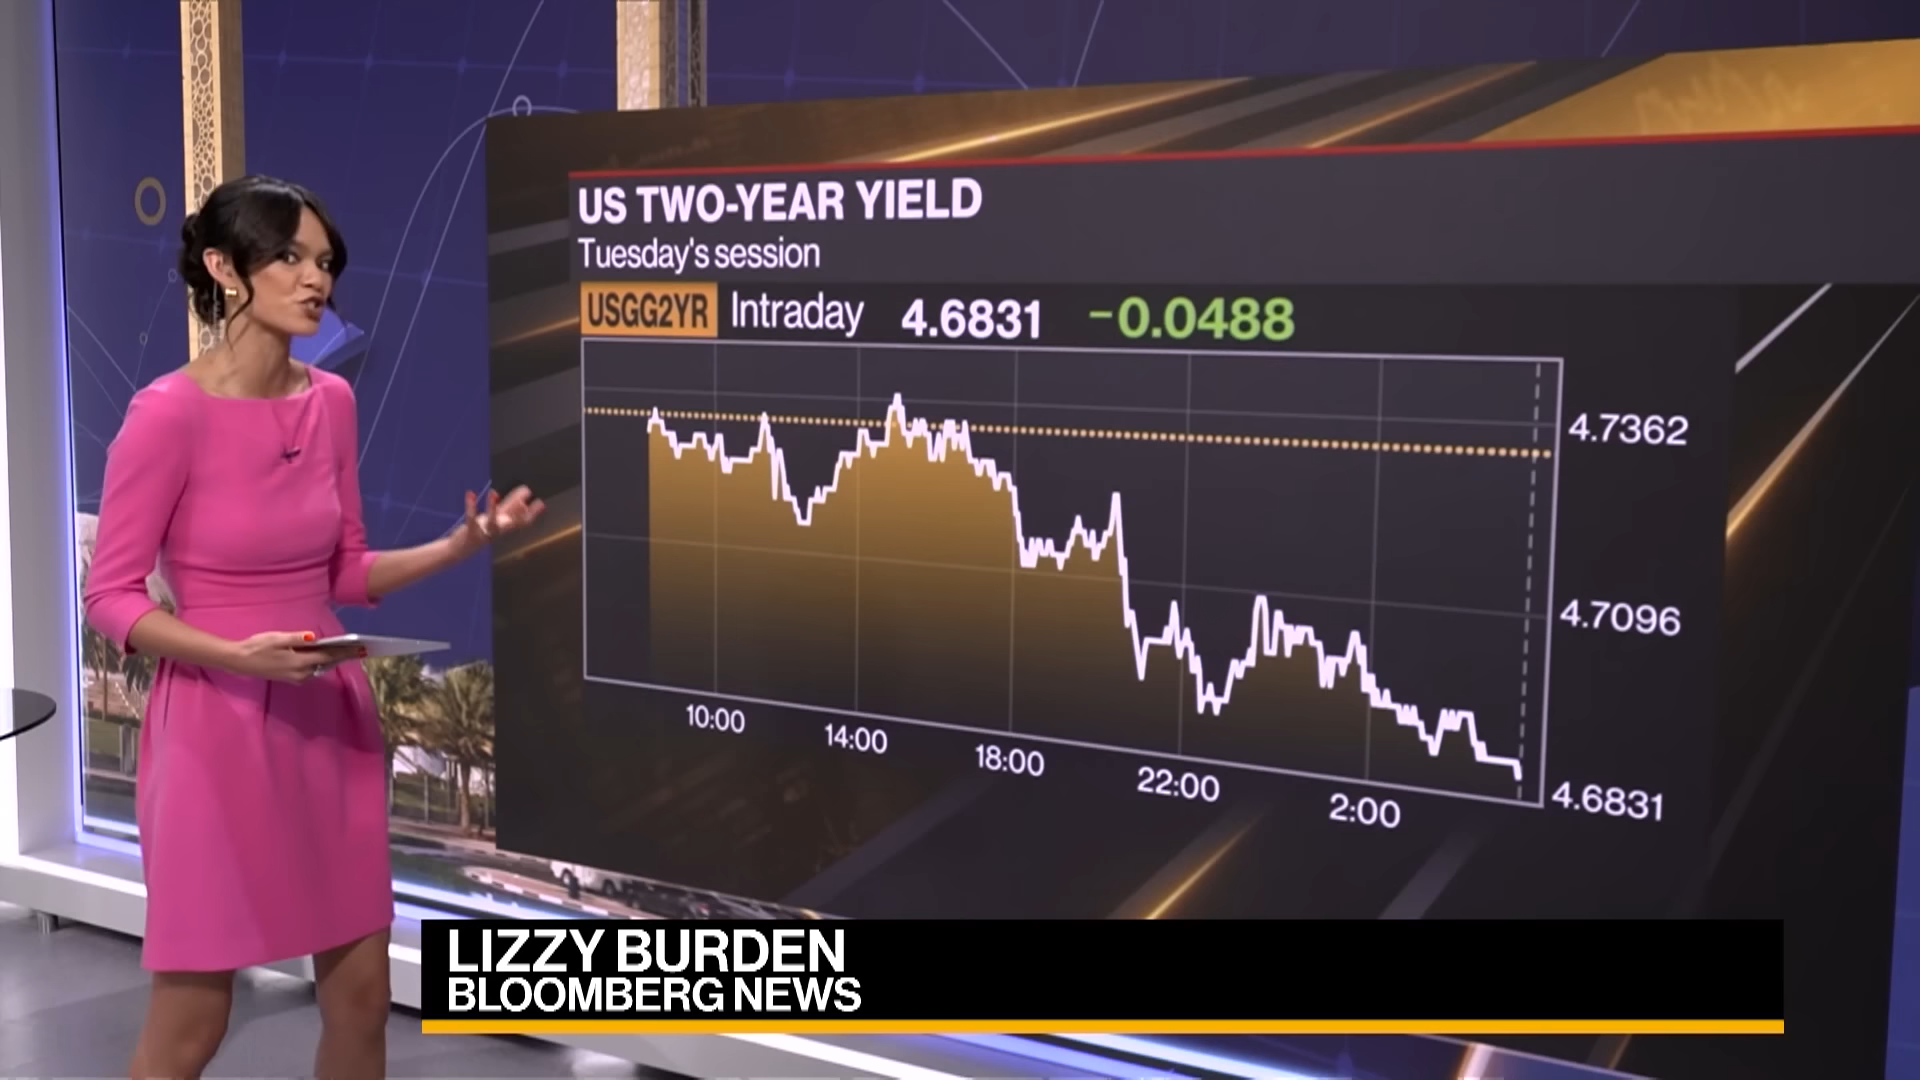 US TWO-YEAR YIELD
Tuesday's session
USGG2YR Intraday 4.6831 -0.0488
4.7362
4.7096
4.6831
10:00 14:00 18:00 22:00 2:00
LIZZY BURDEN
BLOOMBERG NEWS